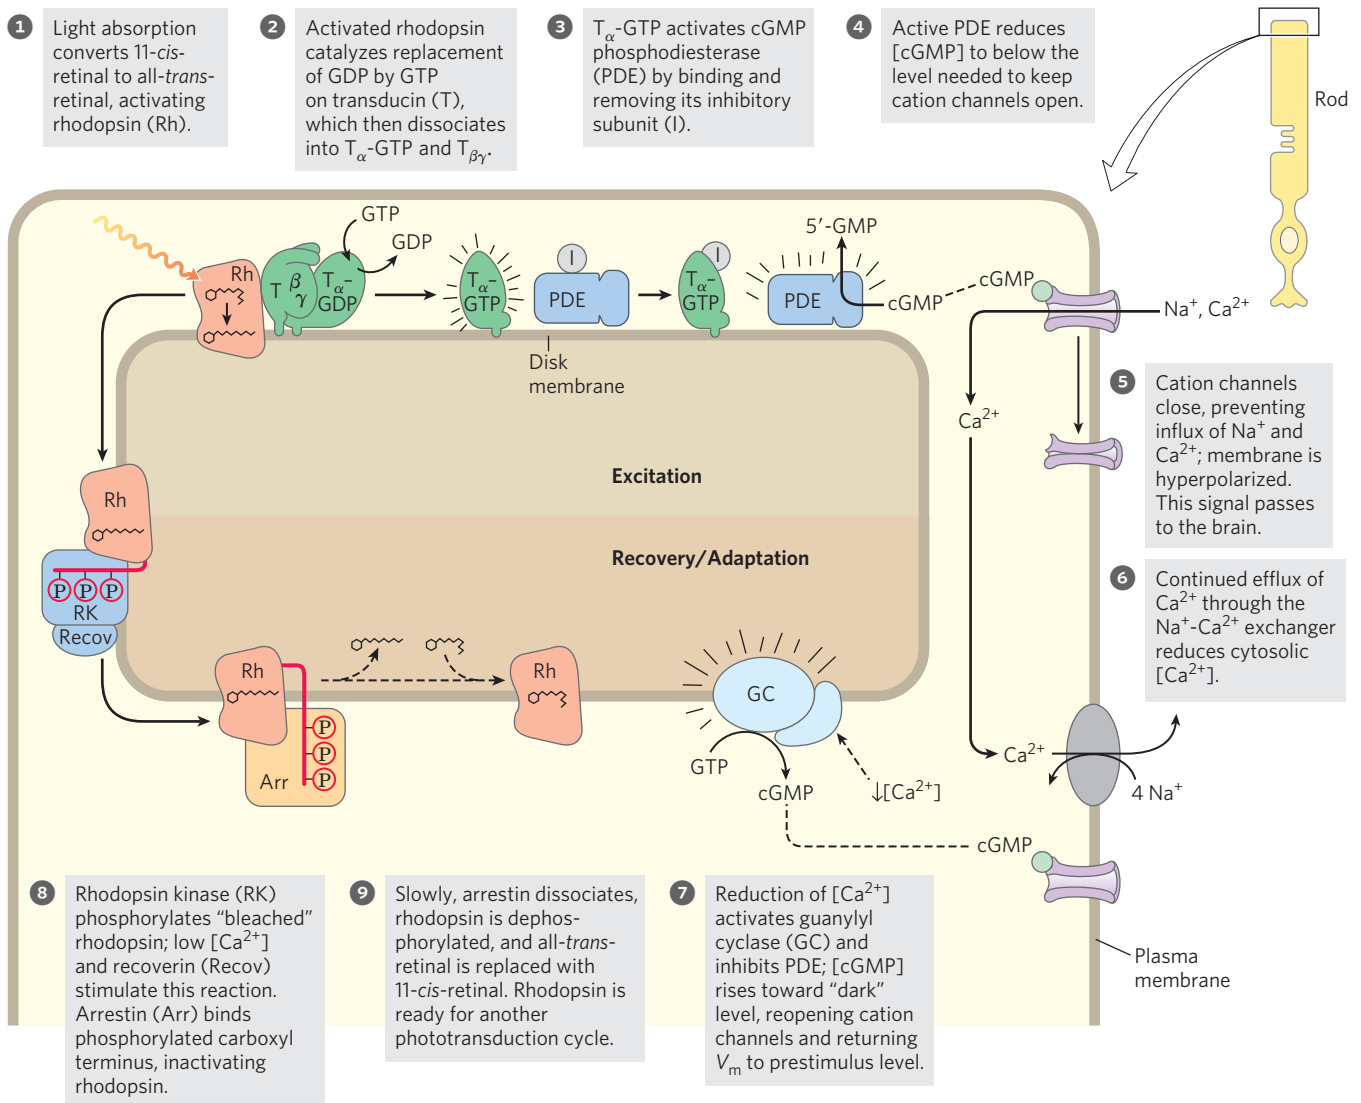 1
Light absorption
converts 11-cis-
retinal to all-trans-
retinal, activating
rhodopsin (Rh).
2
Activated rhodopsin
catalyzes replacement
of GDP by GTP
on transducin (T),
which then dissociates
into Tα-GTP and Tβγ.
3
Tα-GTP activates cGMP
phosphodiesterase
(PDE) by binding and
removing its inhibitory
subunit (I).
4
Active PDE reduces
[cGMP] to below the
level needed to keep
cation channels open.
Rod
GTP
GDP
Rh
T β γ
Tα-
GDP
Tα-
GTP
I
PDE
I
Tα-
GTP
5′-GMP
PDE
cGMP
cGMP
Na⁺, Ca²⁺
Disk
membrane
Ca²⁺
5
Cation channels
close, preventing
influx of Na⁺ and
Ca²⁺; membrane is
hyperpolarized.
This signal passes
to the brain.
Excitation
Recovery/Adaptation
Rh
P P P
RK
Recov
6
Continued efflux of
Ca²⁺ through the
Na⁺-Ca²⁺ exchanger
reduces cytosolic
[Ca²⁺].
Rh
P
P
P
Arr
Rh
GC
GTP
cGMP
↓[Ca²⁺]
Ca²⁺
4 Na⁺
cGMP
8
Rhodopsin kinase (RK)
phosphorylates “bleached”
rhodopsin; low [Ca²⁺]
and recoverin (Recov)
stimulate this reaction.
Arrestin (Arr) binds
phosphorylated carboxyl
terminus, inactivating
rhodopsin.
9
Slowly, arrestin dissociates,
rhodopsin is dephos-
phorylated, and all-trans-
retinal is replaced with
11-cis-retinal. Rhodopsin is
ready for another
phototransduction cycle.
7
Reduction of [Ca²⁺]
activates guanylyl
cyclase (GC) and
inhibits PDE; [cGMP]
rises toward “dark”
level, reopening cation
channels and returning
Vm to prestimulus level.
Plasma
membrane